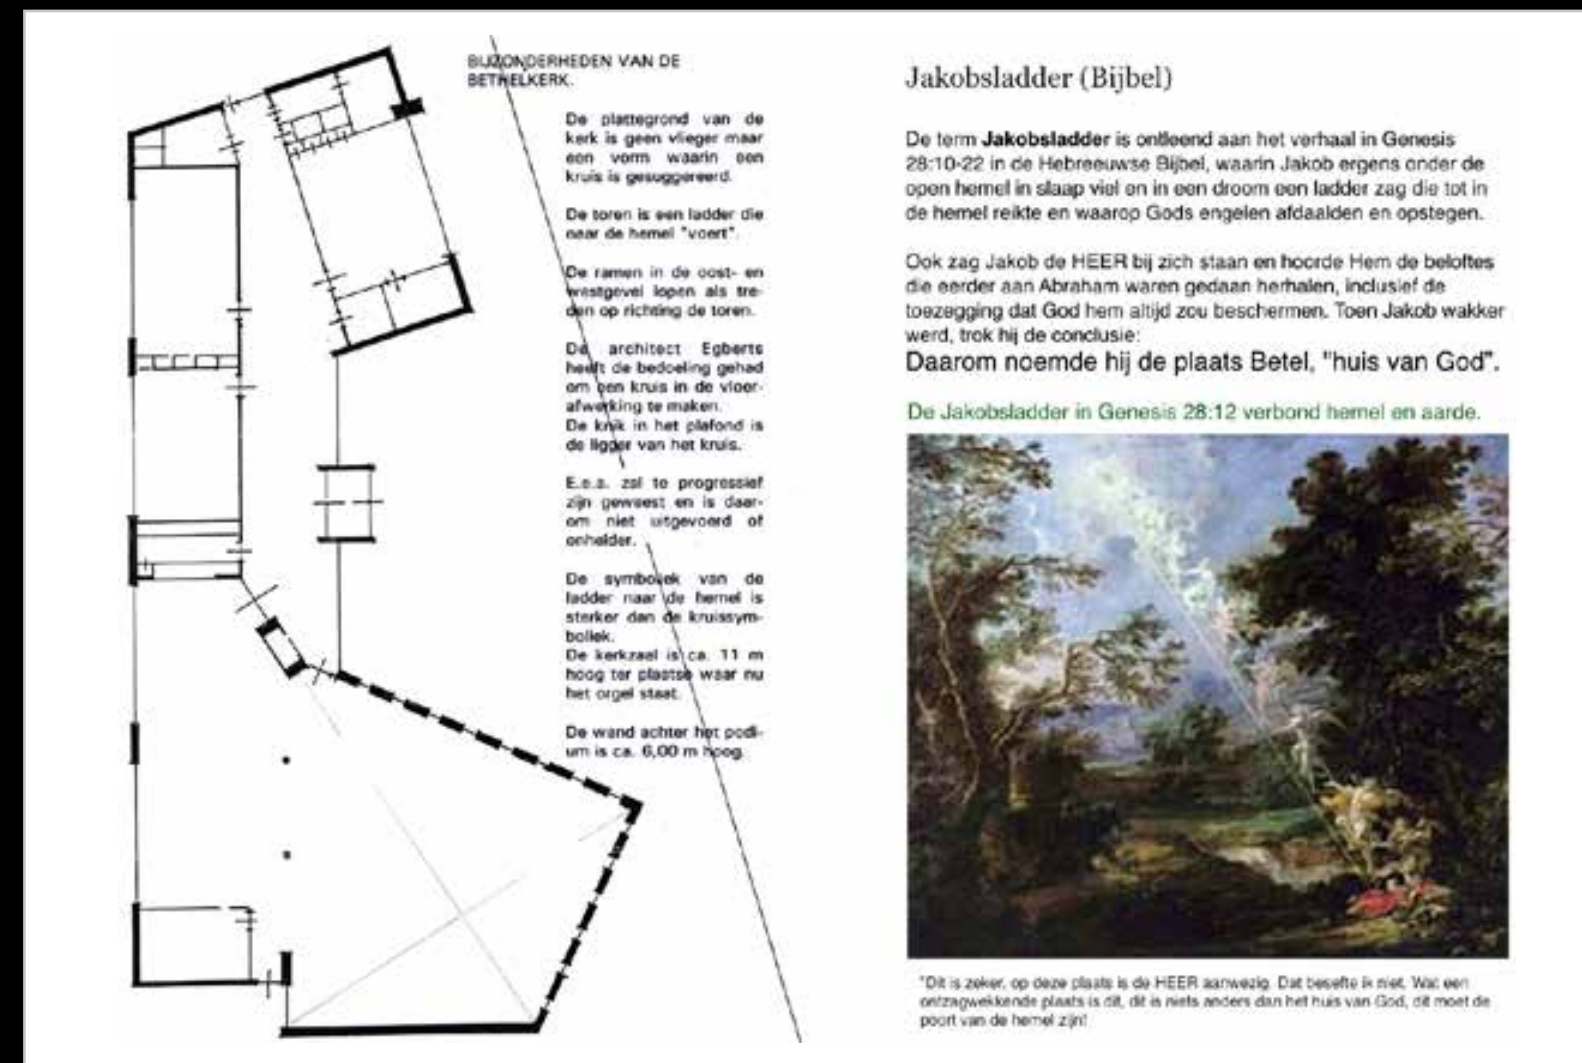 BIJZONDERHEDEN VAN DE
BETHELKERK.
De plattegrond van de
kerk is geen vlieger maar
een vorm waarin een
kruis is gesuggereerd.
De toren is een ladder die
naar de hemel "voert".
De ramen in de oost- en
westgevel lopen als tre-
den op richting de toren.
De architect Egberts
heeft de bedoeling gehad
om een kruis in de vloer-
afwerking te maken.
De knik in het plafond is
de ligger van het kruis.
E.e.a. zal te progressief
zijn geweest en is daar-
om niet uitgevoerd of
onhelder.
De symboliek van de
ladder naar de hemel is
sterker dan de kruissym-
boliek.
De kerkzaal is ca. 11 m
hoog ter plaatse waar nu
het orgel staat.
De wand achter het podi-
um is ca. 6,00 m hoog.
Jakobsladder (Bijbel)
De term Jakobsladder is ontleend aan het verhaal in Genesis
28:10-22 in de Hebreeuwse Bijbel, waarin Jakob ergens onder de
open hemel in slaap viel en in een droom een ladder zag die tot in
de hemel reikte en waarop Gods engelen afdaalden en opstegen.
Ook zag Jakob de HEER bij zich staan en hoorde Hem de beloftes
die eerder aan Abraham waren gedaan herhalen, inclusief de
toezegging dat God hem altijd zou beschermen. Toen Jakob wakker
werd, trok hij de conclusie:
Daarom noemde hij de plaats Betel, "huis van God".
De Jakobsladder in Genesis 28:12 verbond hemel en aarde.
"Dit is zeker, op deze plaats is de HEER aanwezig. Dat besefte ik niet. Wat een
ontzagwekkende plaats is dit, dit is niets anders dan het huis van God, dit moet de
poort van de hemel zijn!